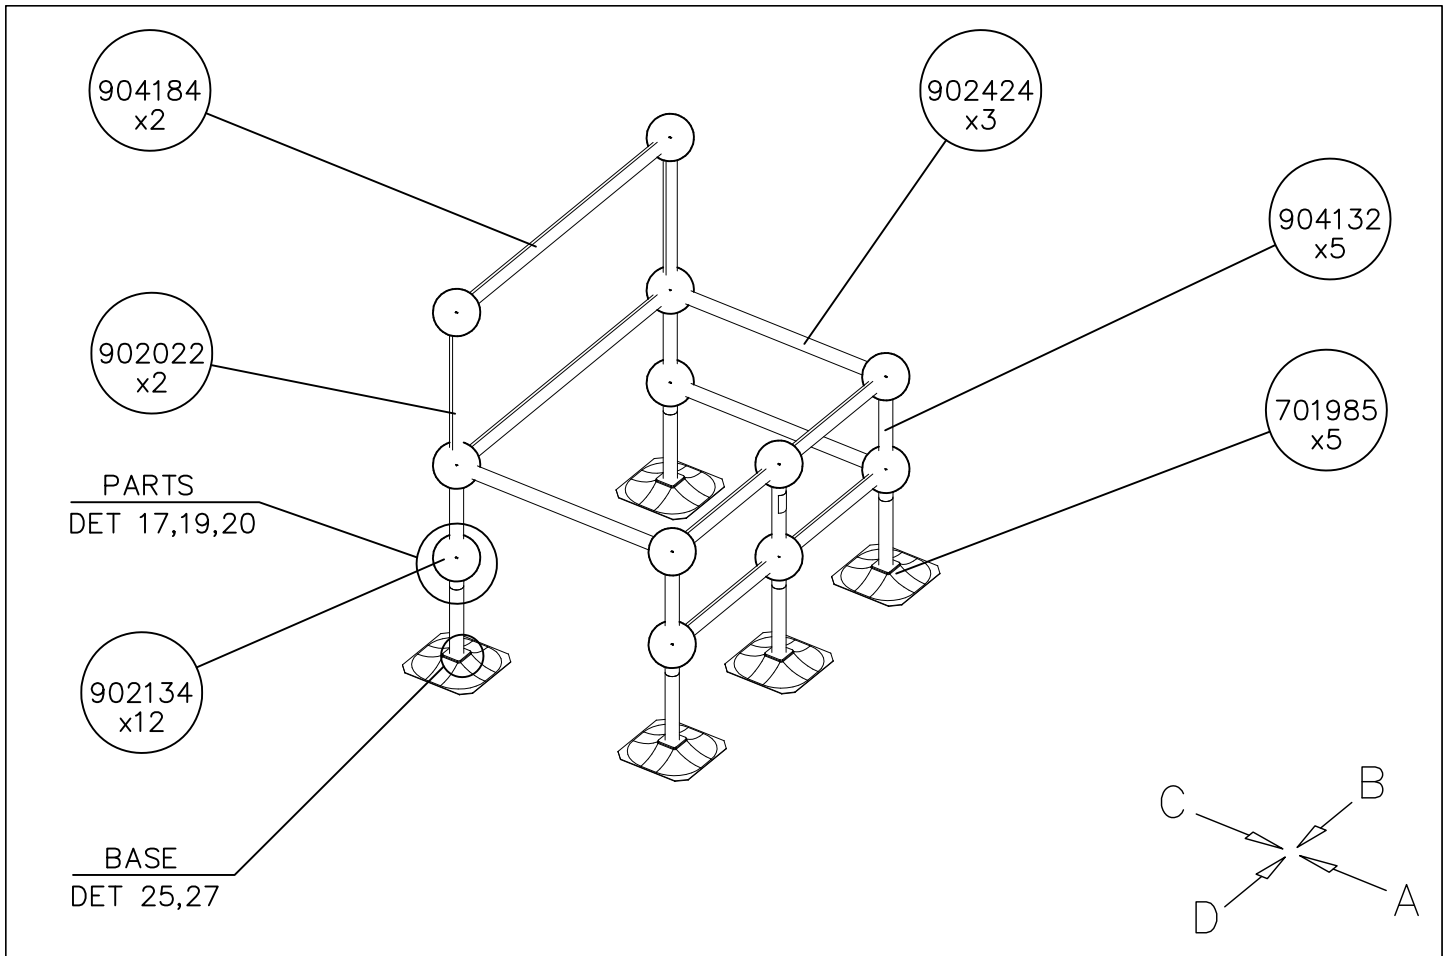 904184
x2
902424
x3
904132
x5
902022
x2
701985
x5
PARTS
DET 17,19,20
902134
x12
BASE
DET 25,27
C
B
D
A